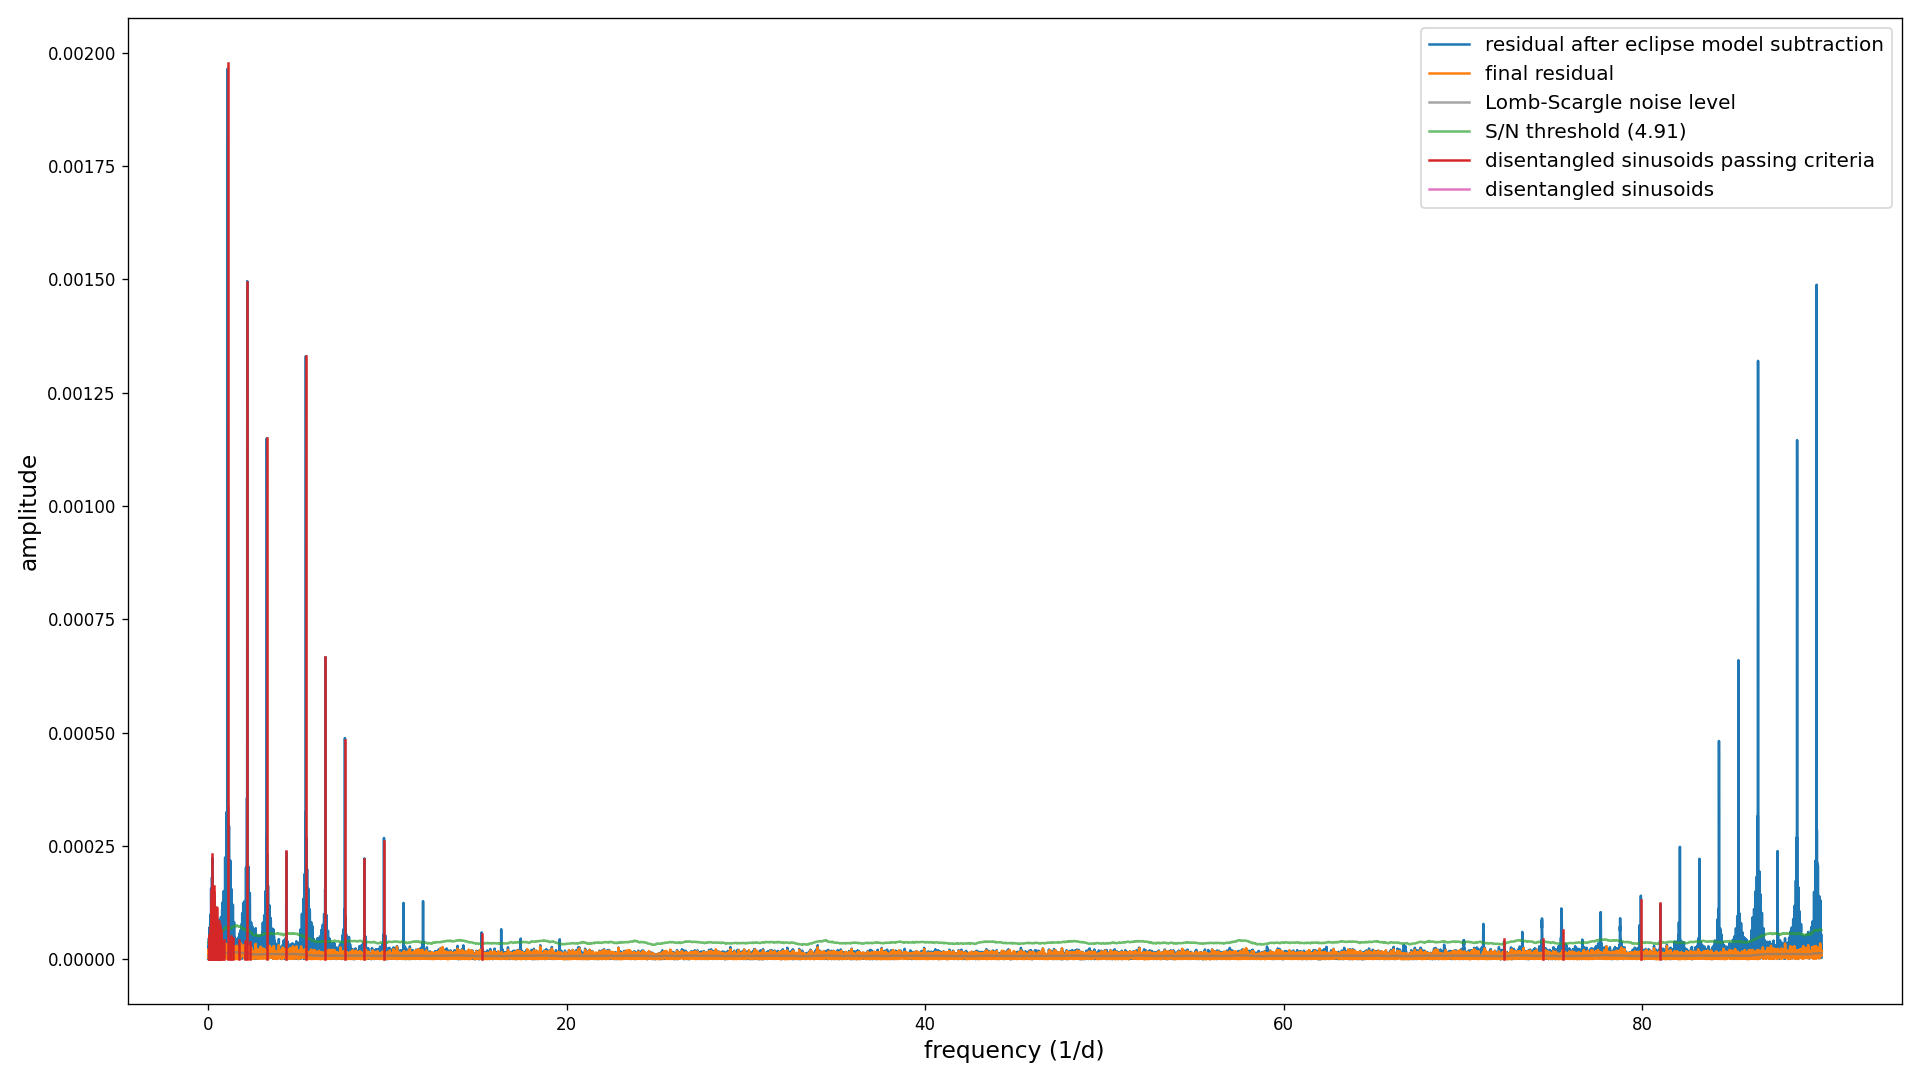 0.00200
0.00175
0.00150
0.00125
0.00100
0.00075
0.00050
0.00025
0.00000
amplitude
0 20 40 60 80
frequency (1/d)
residual after eclipse model subtraction
final residual
Lomb-Scargle noise level
S/N threshold (4.91)
disentangled sinusoids passing criteria
disentangled sinusoids